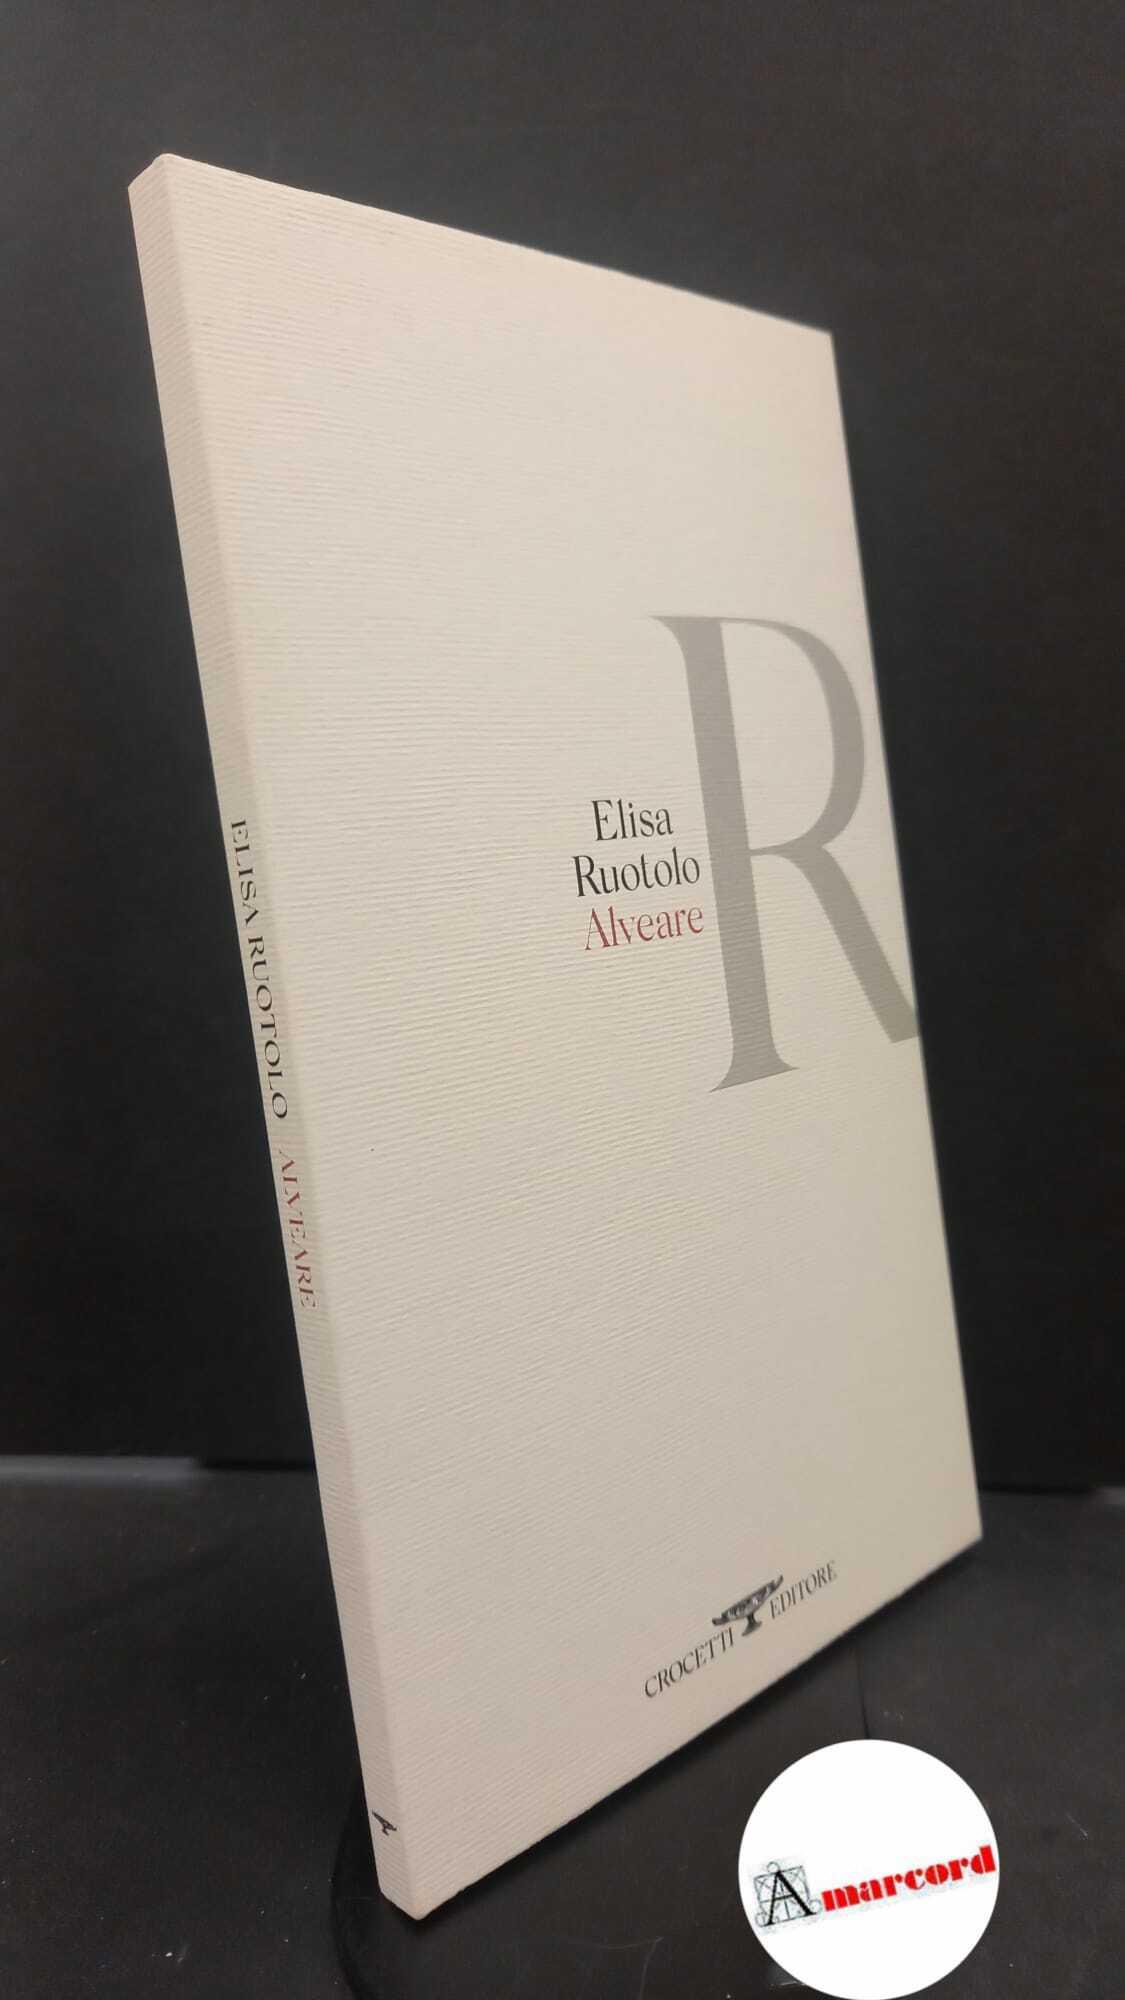 ELISA RUOTOLO ALVEARE
R
Elisa
Ruotolo
Alveare
CROCETTI EDITORE
Amarcord